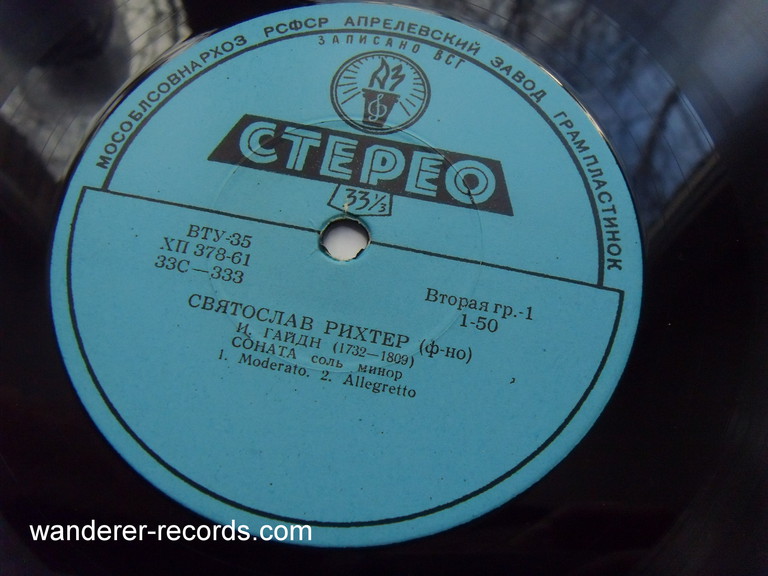 МОСОБЛСОВНАРХОЗ РСФСР АПРЕЛЕВСКИЙ ЗАВОД ГРАМПЛАСТИНОК
ЗАПИСАНО ВСГ
АЗ
СТЕРЕО
33⅓
ВТУ-35
ХП 378-61
33С—333
Вторая гр.-1
1-50
СВЯТОСЛАВ РИХТЕР (ф-но)
И. ГАЙДН (1732—1809)
СОНАТА соль минор
1. Moderato. 2. Allegretto
wanderer-records.com